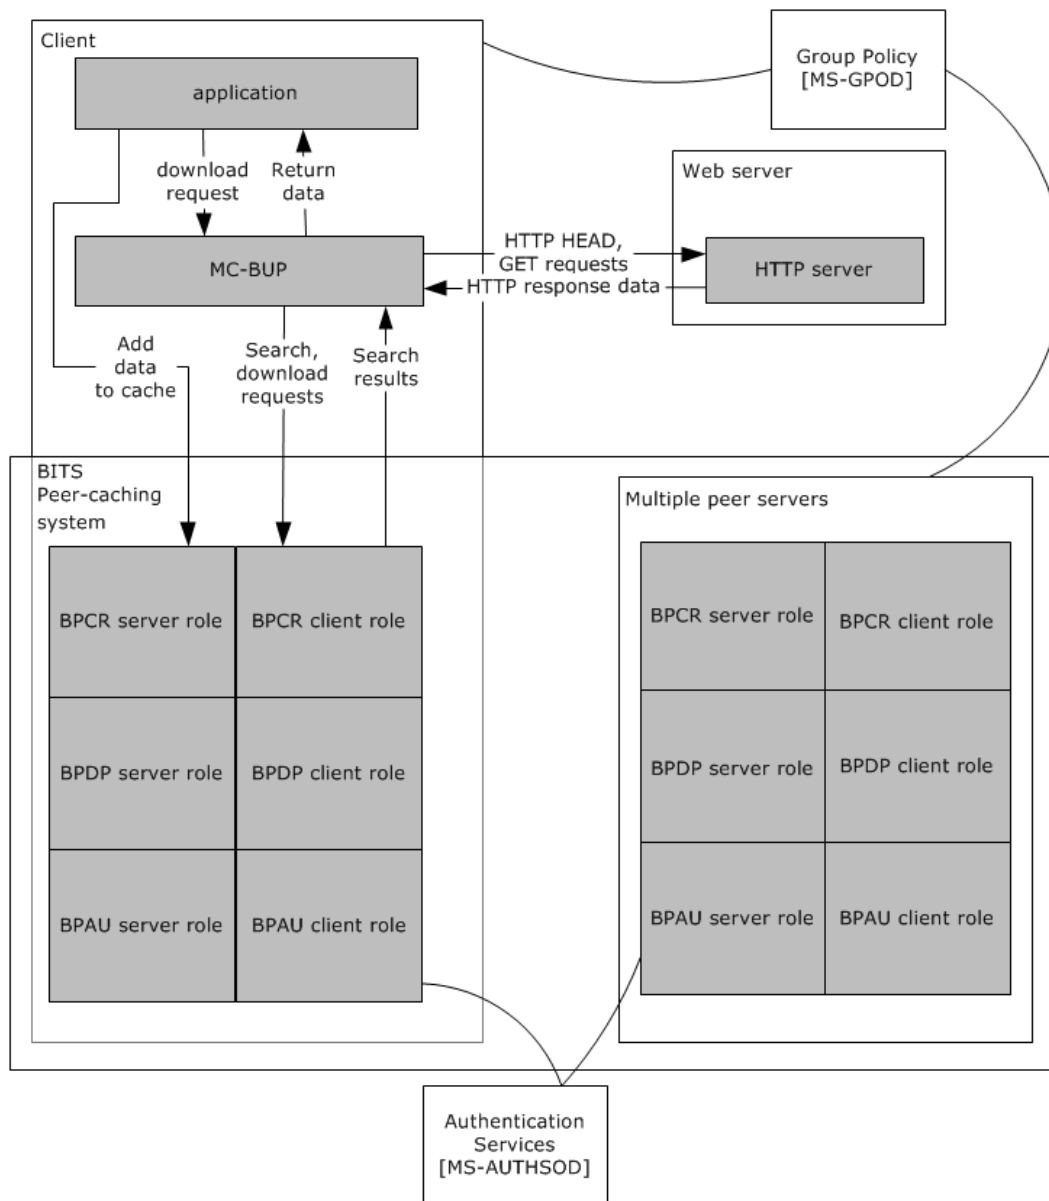 Client
application
Group Policy
[MS-GPOD]
download
request
Return
data
Web server
MC-BUP
HTTP HEAD,
GET requests
HTTP response data
HTTP server
Add
data
to cache
Search,
download
requests
Search
results
BITS
Peer-caching
system
Multiple peer servers
BPCR server role
BPCR client role
BPDP server role
BPDP client role
BPAU server role
BPAU client role
BPCR server role
BPCR client role
BPDP server role
BPDP client role
BPAU server role
BPAU client role
Authentication
Services
[MS-AUTHSOD]